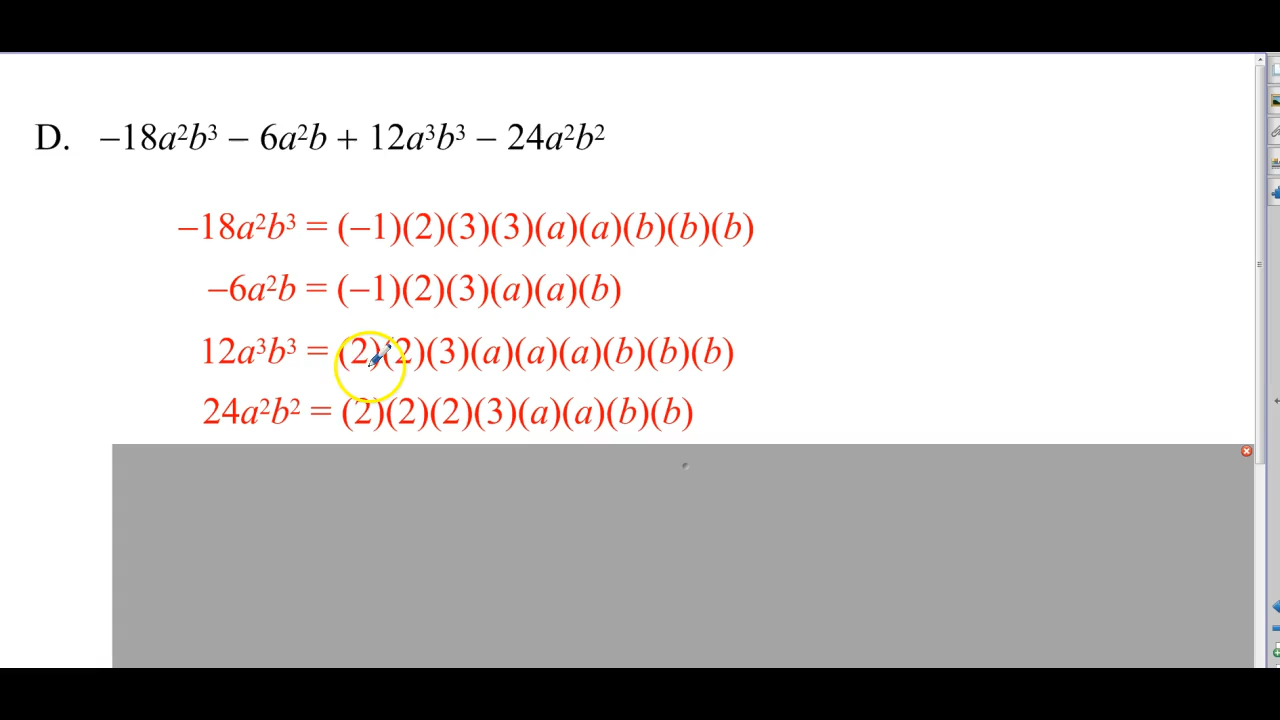 D. −18a²b³ − 6a²b + 12a³b³ − 24a²b²
−18a²b³ = (−1)(2)(3)(3)(a)(a)(b)(b)(b)
−6a²b = (−1)(2)(3)(a)(a)(b)
12a³b³ = (2)(2)(3)(a)(a)(a)(b)(b)(b)
24a²b² = (2)(2)(2)(3)(a)(a)(b)(b)